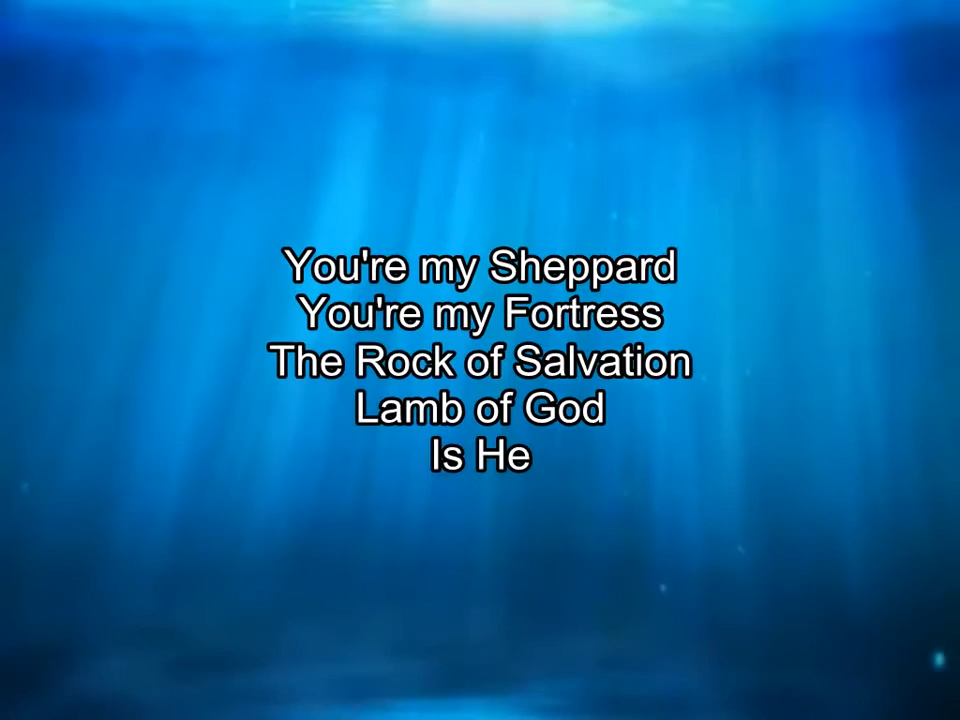 You're my Sheppard
You're my Fortress
The Rock of Salvation
Lamb of God
Is He